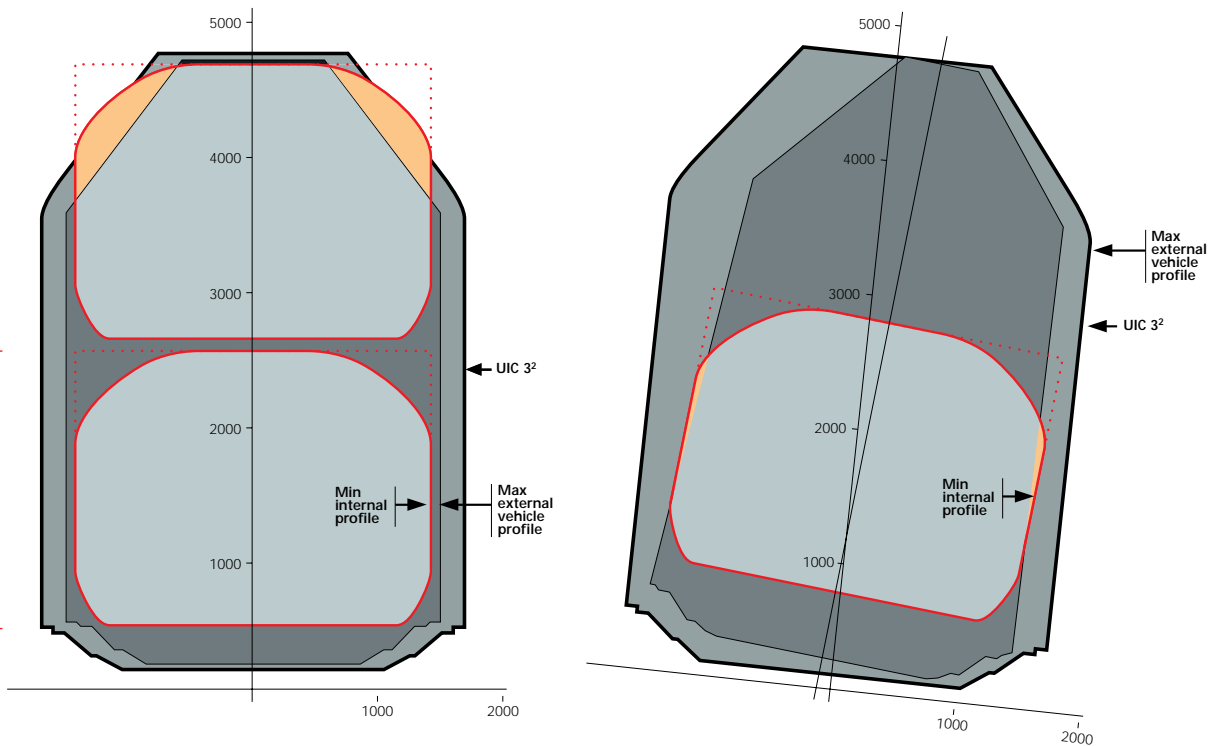 5000
4000
3000
2000
1000
1000
2000
UIC 3²
Min
internal
profile
Max
external
vehicle
profile
5000
4000
3000
2000
1000
1000
2000
Max
external
vehicle
profile
UIC 3²
Min
internal
profile